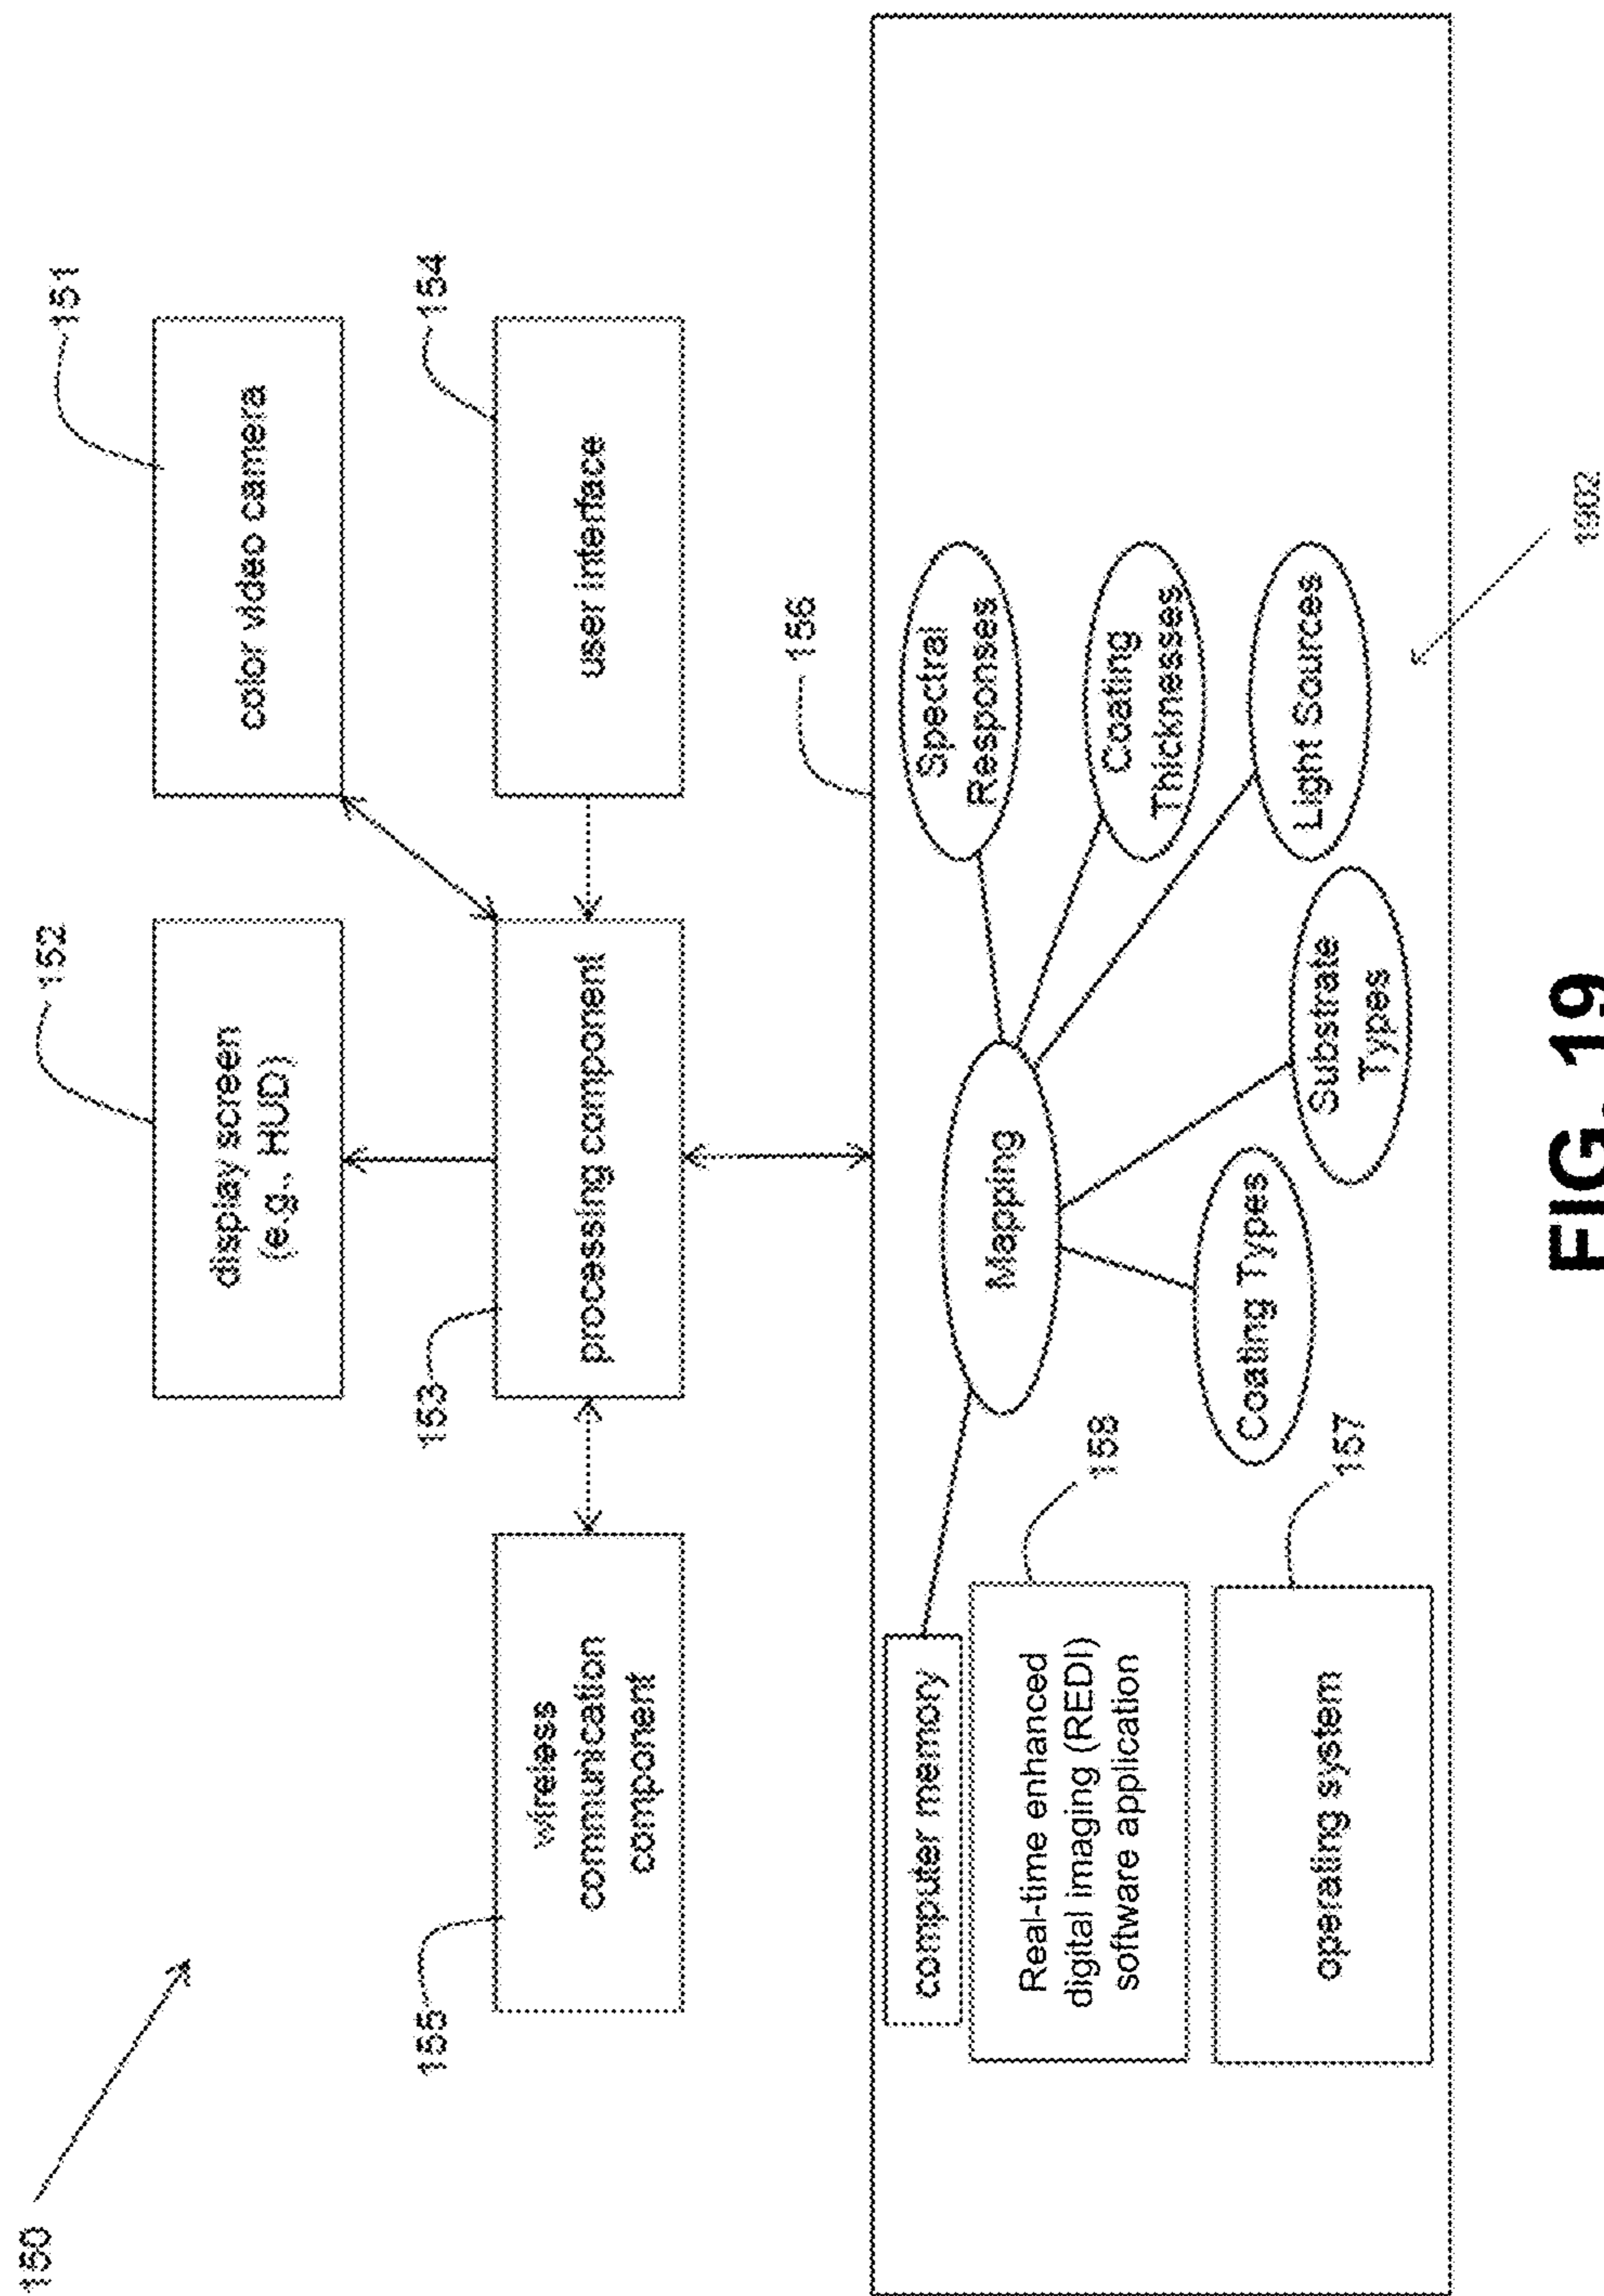 150
152
151
display screen
(e.g., HUD)
color video camera
155
153
154
wireless
communication
component
processing component
user interface
156
computer memory
Mapping
Spectral
Responses
Real-time enhanced
digital imaging (REDI)
software application
158
Coating
Thicknesses
operating system
157
Coating Types
Substrate
Types
Light Sources
1902
FIG. 19